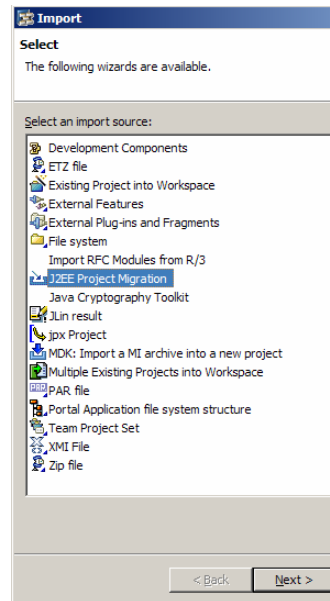 Import
Select
The following wizards are available.
Select an import source:
Development Components
ETZ file
Existing Project into Workspace
External Features
External Plug-ins and Fragments
File system
Import RFC Modules from R/3
J2EE Project Migration
Java Cryptography Toolkit
JLin result
jpx Project
MDK: Import a MI archive into a new project
Multiple Existing Projects into Workspace
PAR file
Portal Application file system structure
Team Project Set
XMI File
Zip file
< Back Next >